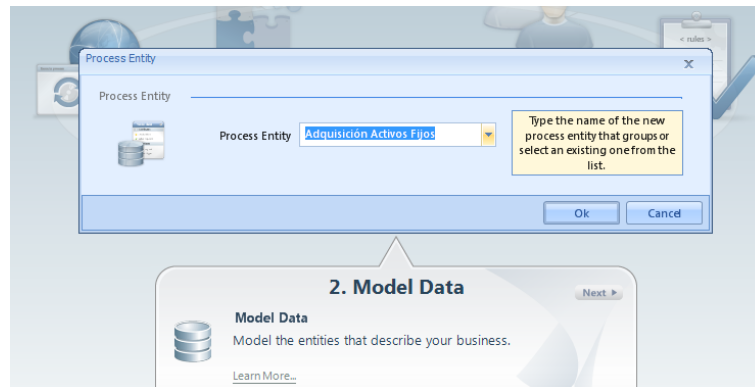 < rules >
Process Entity
x
Process Entity
Process Entity
Adquisición Activos Fijos
Type the name of the new
process entity that groups or
select an existing one from the
list.
Ok
Cancel
2. Model Data
Next
Model Data
Model the entities that describe your business.
Learn More...